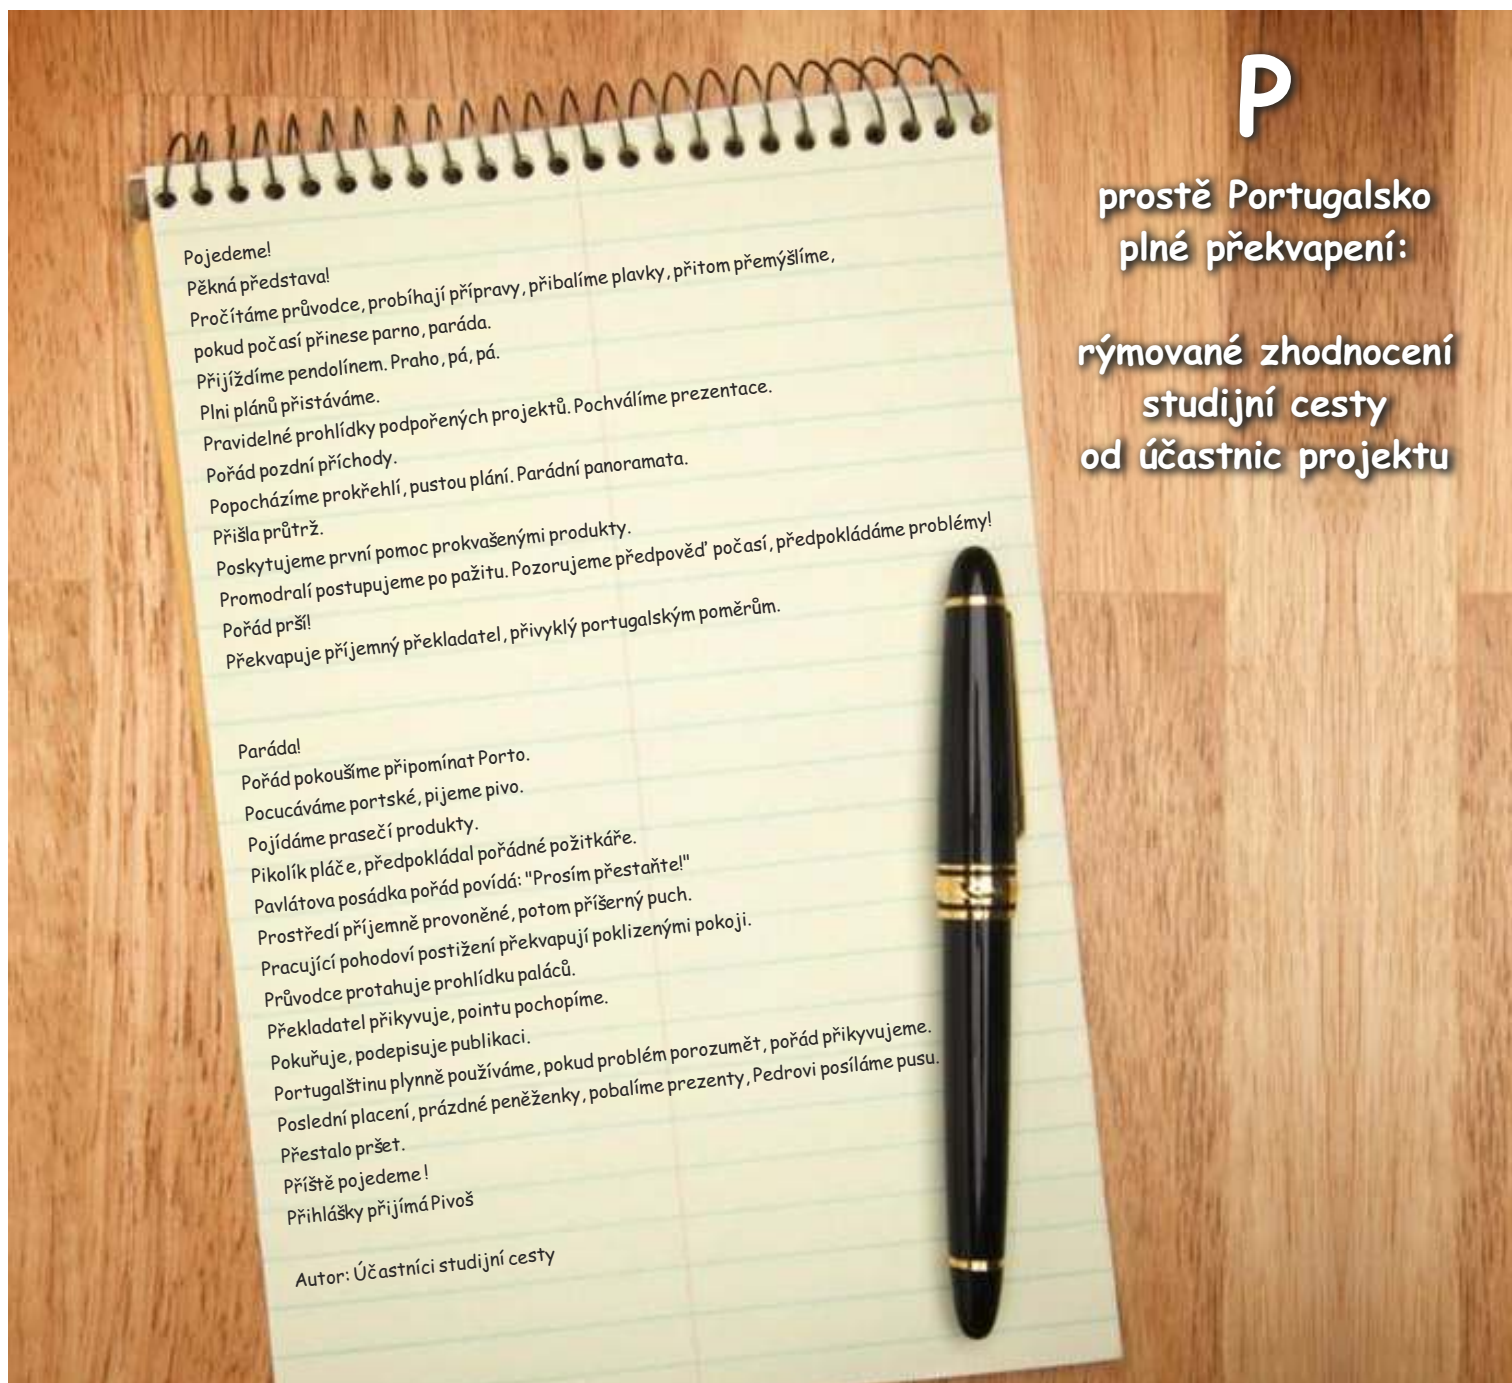 P
prostě Portugalsko
plné překvapení:
rýmované zhodnocení
studijní cesty
od účastnic projektu
Pojedeme!
Pěkná představa!
Pročítáme průvodce, probíhají přípravy, přibalíme plavky, přitom přemýšlíme,
pokud počasí přinese parno, paráda.
Přijíždíme pendolínem. Praho, pá, pá.
Plni plánů přistáváme.
Pravidelné prohlídky podpořených projektů. Pochválíme prezentace.
Pořád pozdní příchody.
Popocházíme prokřehlí, pustou plání. Parádní panoramata.
Přišla průtrž.
Poskytujeme první pomoc prokvašenými produkty.
Promodralí postupujeme po pažitu. Pozorujeme předpověď počasí, předpokládáme problémy!
Pořád prší!
Překvapuje příjemný překladatel, přivyklý portugalským poměrům.
Paráda!
Pořád pokoušíme připomínat Porto.
Pocucáváme portské, pijeme pivo.
Pojídáme prasečí produkty.
Pikolík pláče, předpokládal pořádné požitkáře.
Pavlátova posádka pořád povídá: "Prosím přestaňte!"
Prostředí příjemně provoněné, potom příšerný puch.
Pracující pohodoví postižení překvapují poklizenými pokoji.
Průvodce protahuje prohlídku paláců.
Překladatel přikyvuje, pointu pochopíme.
Pokuřuje, podepisuje publikaci.
Portugalštinu plynně používáme, pokud problém porozumět, pořád přikyvujeme.
Poslední placení, prázdné peněženky, pobalíme prezenty, Pedrovi posíláme pusu.
Přestalo pršet.
Příště pojedeme!
Přihlášky přijímá Pivoš
Autor: Účastníci studijní cesty